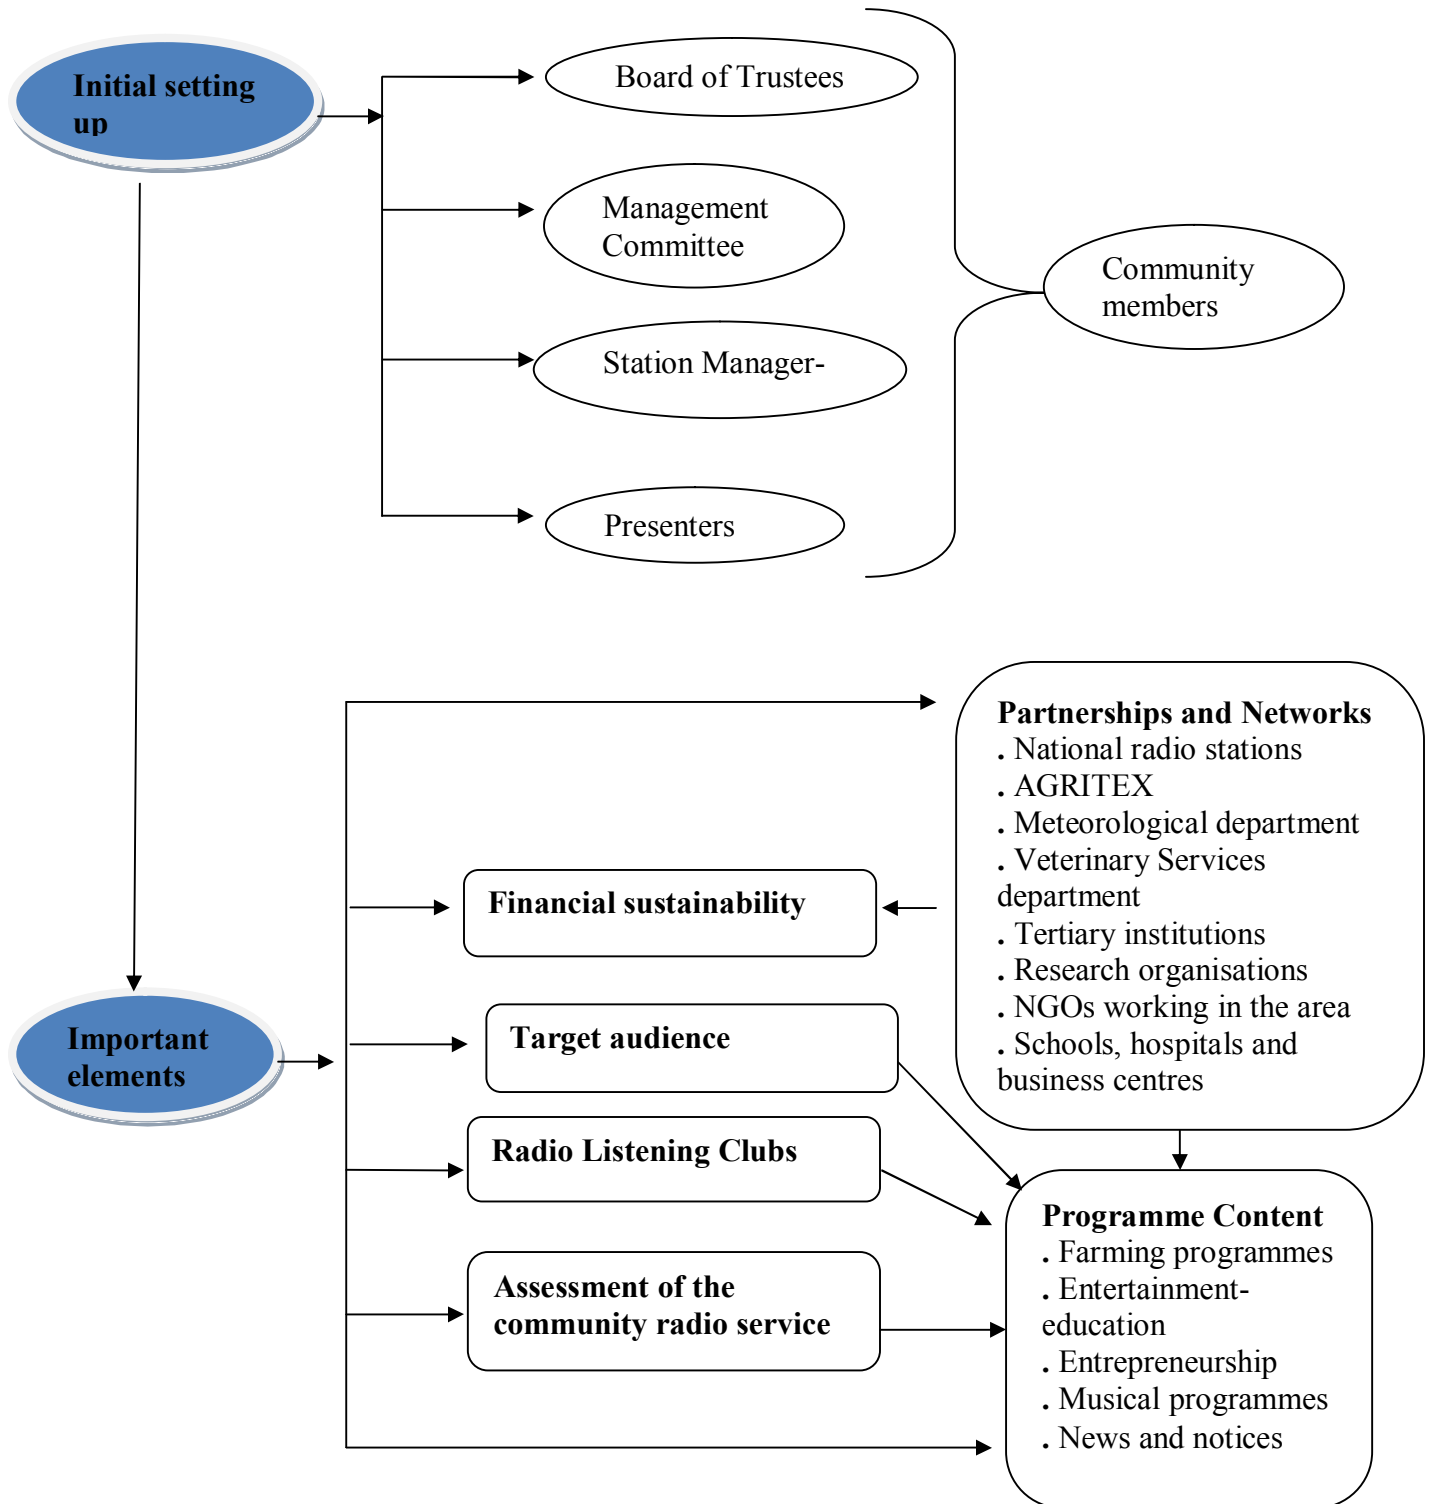 Initial setting
up
Board of Trustees
Management
Committee
Station Manager-
Presenters
Community
members
Important
elements
Partnerships and Networks
. National radio stations
. AGRITEX
. Meteorological department
. Veterinary Services
department
. Tertiary institutions
. Research organisations
. NGOs working in the area
. Schools, hospitals and
business centres
Financial sustainability
Target audience
Radio Listening Clubs
Assessment of the
community radio service
Programme Content
. Farming programmes
. Entertainment-
education
. Entrepreneurship
. Musical programmes
. News and notices